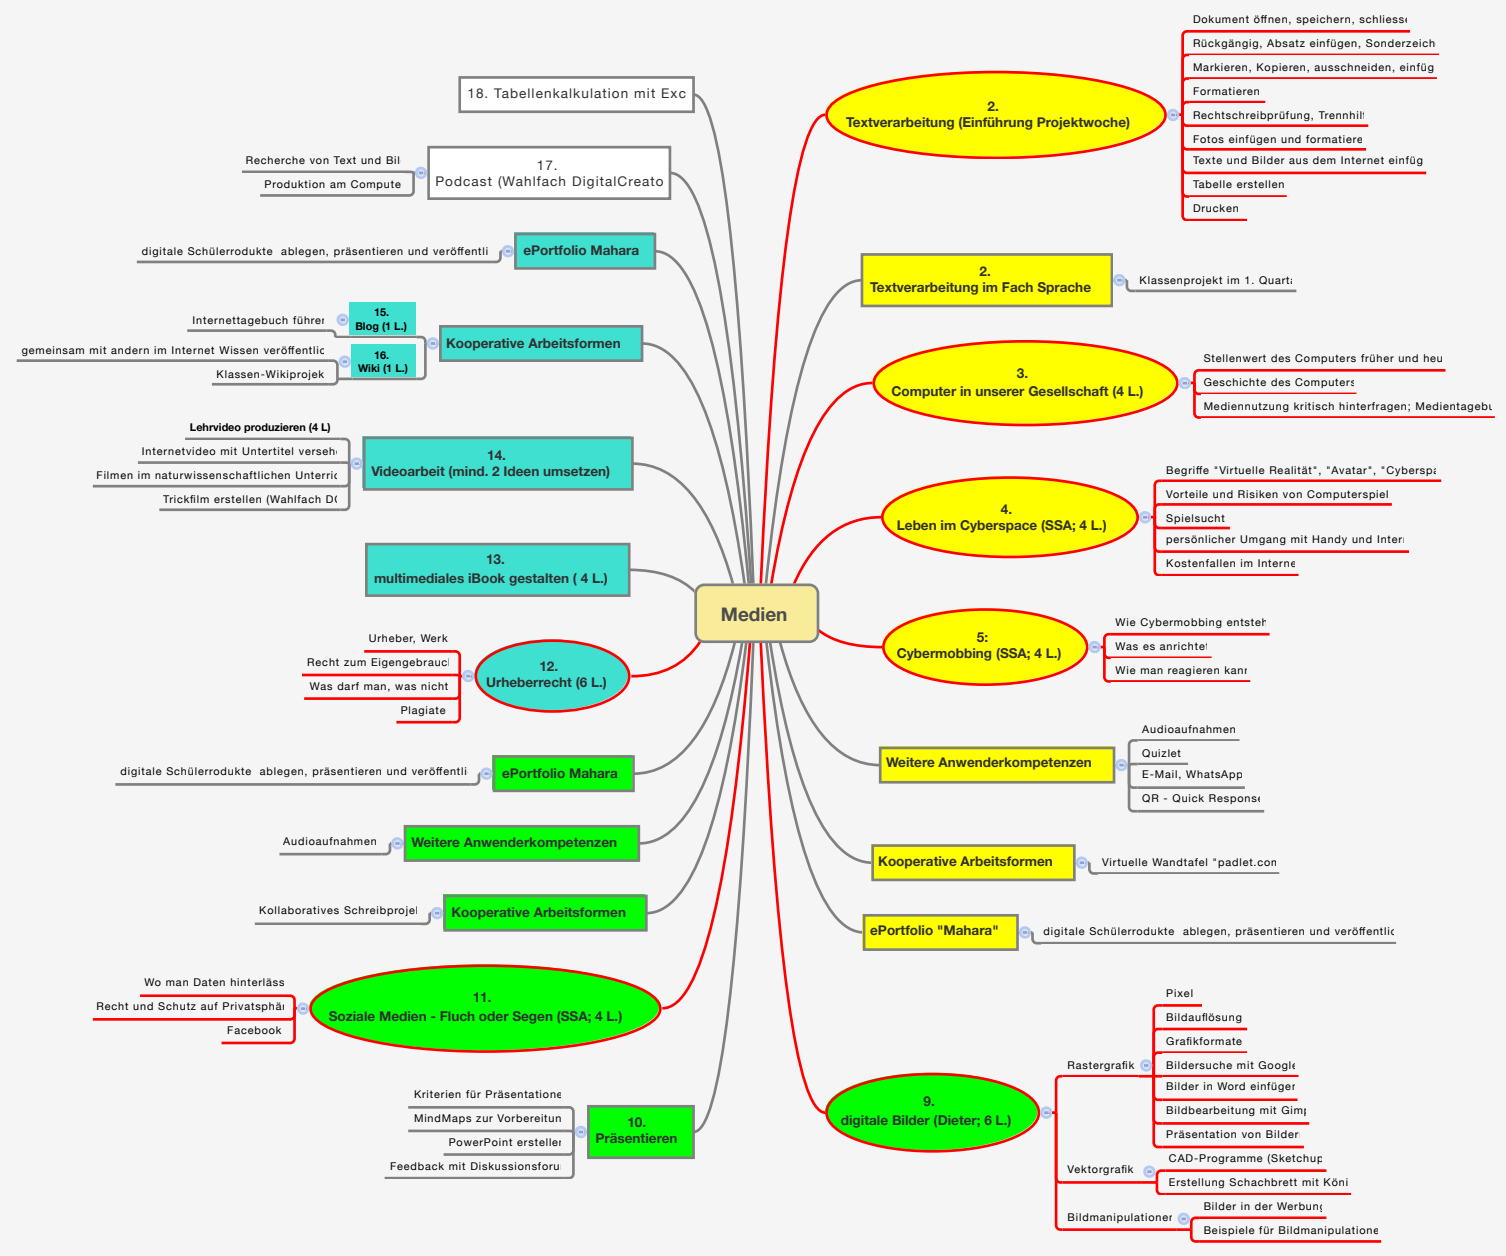 Medien
2.
Textverarbeitung (Einführung Projektwoche)
Dokument öffnen, speichern, schliess
Rückgängig, Absatz einfügen, Sonderzeich
Markieren, Kopieren, ausschneiden, einfüg
Formatieren
Rechtschreibprüfung, Trennhil
Fotos einfügen und formatiere
Texte und Bilder aus dem Internet einfüg
Tabelle erstellen
Drucken
2.
Textverarbeitung im Fach Sprache
Klassenprojekt im 1. Quart
3.
Computer in unserer Gesellschaft (4 L.)
Stellenwert des Computers früher und heu
Geschichte des Computers
Mediennutzung kritisch hinterfragen; Medientagebu
4.
Leben im Cyberspace (SSA; 4 L.)
Begriffe "Virtuelle Realität", "Avatar", "Cyberspa
Vorteile und Risiken von Computerspiel
Spielsucht
persönlicher Umgang mit Handy und Inter
Kostenfallen im Interne
5:
Cybermobbing (SSA; 4 L.)
Wie Cybermobbing entsteh
Was es anrichtet
Wie man reagieren kann
Weitere Anwenderkompetenzen
Audioaufnahmen
Quizlet
E-Mail, WhatsApp
QR - Quick Response
Kooperative Arbeitsformen
Virtuelle Wandtafel "padlet.com
ePortfolio "Mahara"
digitale Schülerrodukte  ablegen, präsentieren und veröffentlic
9.
digitale Bilder (Dieter; 6 L.)
Rastergrafik
Pixel
Bildauflösung
Grafikformate
Bildersuche mit Google
Bilder in Word einfügen
Bildbearbeitung mit Gimp
Präsentation von Bildern
Vektorgrafik
CAD-Programme (Sketchup
Erstellung Schachbrett mit Köni
Bildmanipulationen
Bilder in der Werbung
Beispiele für Bildmanipulatione
18. Tabellenkalkulation mit Exc
17.
Podcast (Wahlfach DigitalCreato
Recherche von Text und Bil
Produktion am Compute
ePortfolio Mahara
digitale Schülerrodukte  ablegen, präsentieren und veröffentli
Kooperative Arbeitsformen
15.
Blog (1 L.)
Internettagebuch führen
16.
Wiki (1 L.)
gemeinsam mit andern im Internet Wissen veröffentlic
Klassen-Wikiprojek
14.
Videoarbeit (mind. 2 Ideen umsetzen)
Lehrvideo produzieren (4 L)
Internetvideo mit Untertitel verseh
Filmen im naturwissenschaftlichen Unterric
Trickfilm erstellen (Wahlfach DC
13.
multimediales iBook gestalten ( 4 L.)
12.
Urheberrecht (6 L.)
Urheber, Werk
Recht zum Eigengebrauc
Was darf man, was nicht
Plagiate
ePortfolio Mahara
digitale Schülerrodukte  ablegen, präsentieren und veröffentli
Weitere Anwenderkompetenzen
Audioaufnahmen
Kooperative Arbeitsformen
Kollaboratives Schreibprojek
11.
Soziale Medien - Fluch oder Segen (SSA; 4 L.)
Wo man Daten hinterläss
Recht und Schutz auf Privatsphär
Facebook
10.
Präsentieren
Kriterien für Präsentatione
MindMaps zur Vorbereitun
PowerPoint erstellen
Feedback mit Diskussionsforu